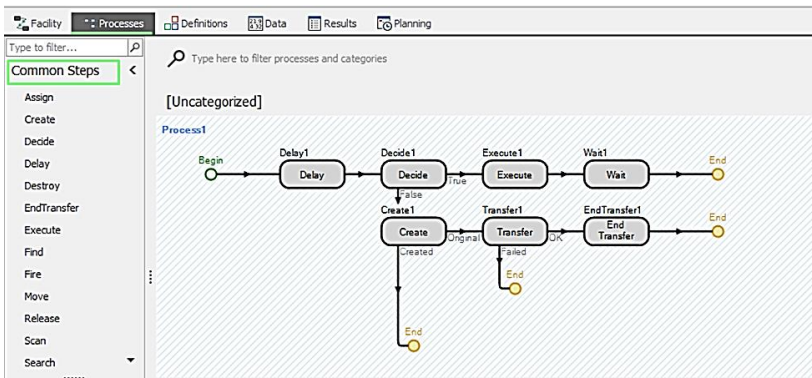 Facility Processes Definitions Data Results Planning
Type to filter...
Type here to filter processes and categories
Common Steps
Assign
Create
Decide
Delay
Destroy
EndTransfer
Execute
Find
Fire
Move
Release
Scan
Search
[Uncategorized]
Process1
Begin
Delay1
Delay
Decide1
Decide
True
False
Execute1
Execute
Wait1
Wait
End
Create1
Create
Original
Created
End
Transfer1
Transfer
OK
Failed
End
EndTransfer1
End
Transfer
End